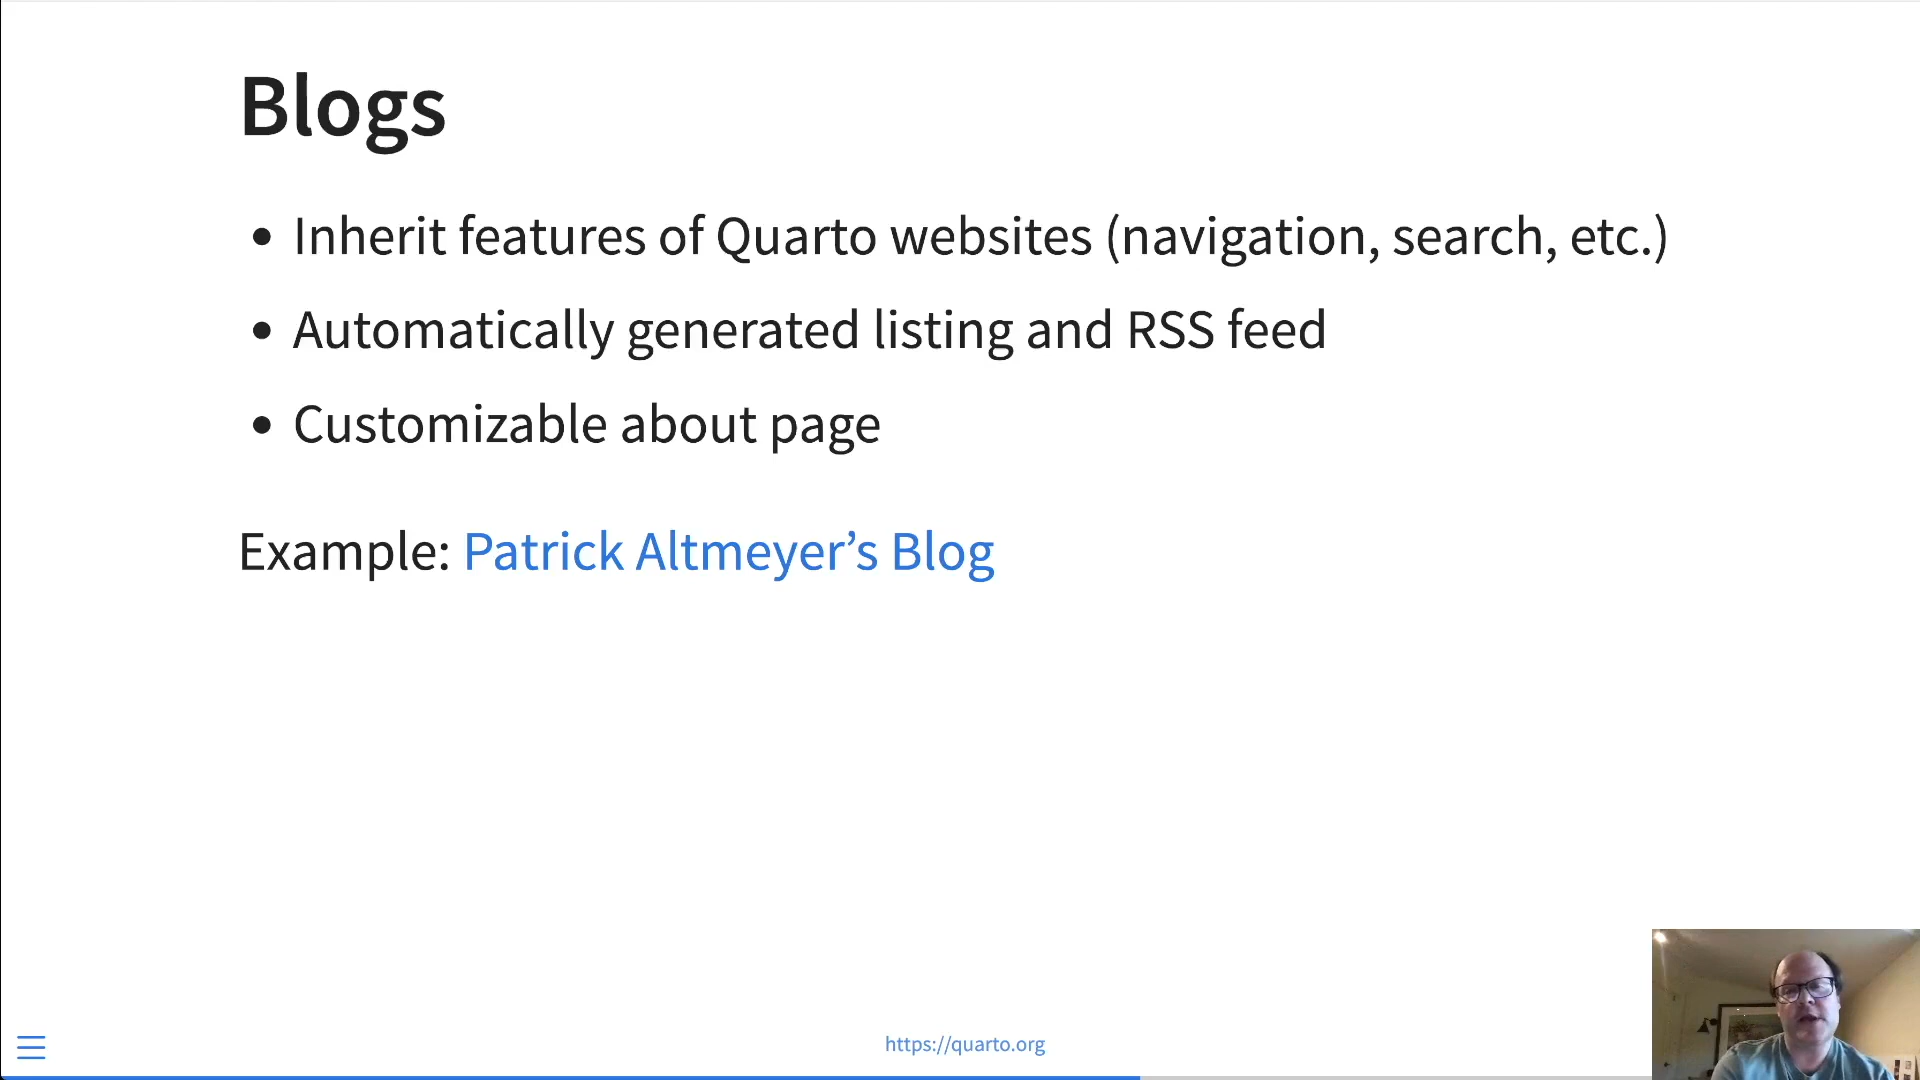 Blogs
• Inherit features of Quarto websites (navigation, search, etc.)
• Automatically generated listing and RSS feed
• Customizable about page
Example: Patrick Altmeyer’s Blog
https://quarto.org